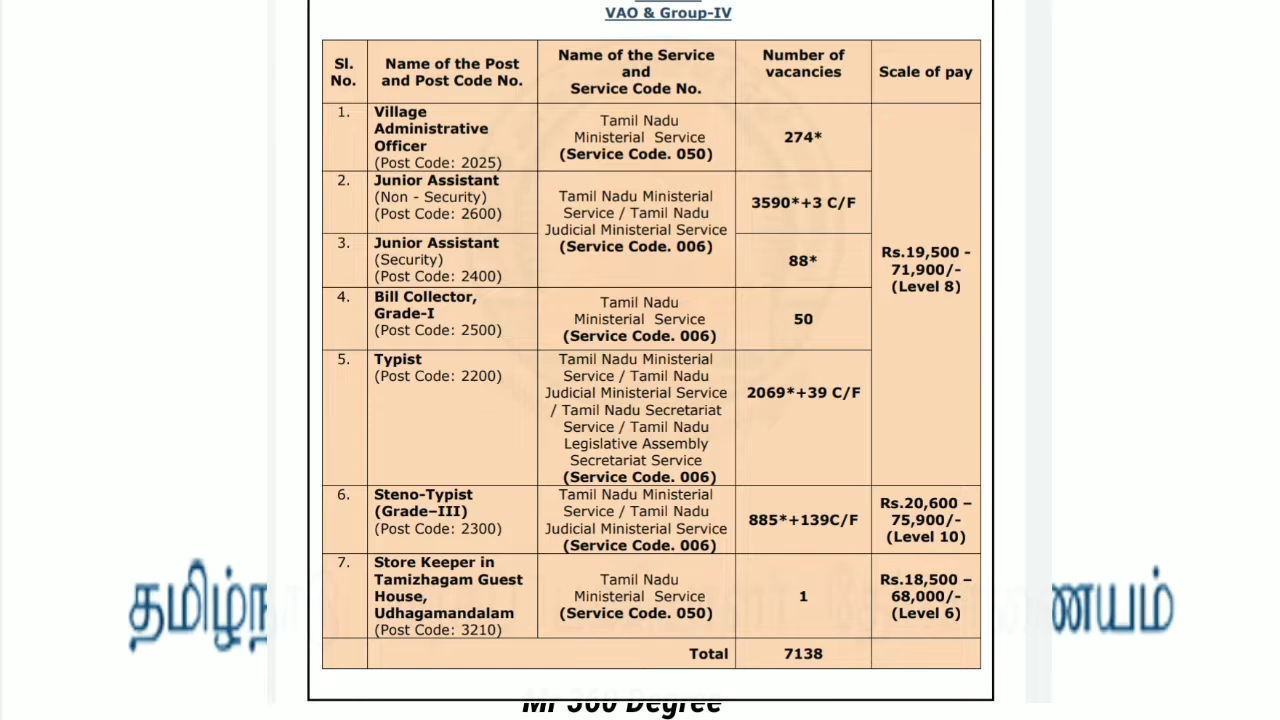 VAO & Group-IV
Sl.
No.
Name of the Post
and Post Code No.
Name of the Service
and
Service Code No.
Number of
vacancies
Scale of pay
1.
Village
Administrative
Officer
(Post Code: 2025)
Tamil Nadu
Ministerial Service
(Service Code. 050)
274*
Rs.19,500 -
71,900/-
(Level 8)
2.
Junior Assistant
(Non - Security)
(Post Code: 2600)
Tamil Nadu Ministerial
Service / Tamil Nadu
Judicial Ministerial Service
(Service Code. 006)
3590*+3 C/F
3.
Junior Assistant
(Security)
(Post Code: 2400)
88*
4.
Bill Collector,
Grade-I
(Post Code: 2500)
Tamil Nadu
Ministerial Service
(Service Code. 006)
50
5.
Typist
(Post Code: 2200)
Tamil Nadu Ministerial
Service / Tamil Nadu
Judicial Ministerial Service
/ Tamil Nadu Secretariat
Service / Tamil Nadu
Legislative Assembly
Secretariat Service
(Service Code. 006)
2069*+39 C/F
6.
Steno-Typist
(Grade–III)
(Post Code: 2300)
Tamil Nadu Ministerial
Service / Tamil Nadu
Judicial Ministerial Service
(Service Code. 006)
885*+139C/F
Rs.20,600 –
75,900/-
(Level 10)
7.
Store Keeper in
Tamizhagam Guest
House,
Udhagamandalam
(Post Code: 3210)
Tamil Nadu
Ministerial Service
(Service Code. 050)
1
Rs.18,500 –
68,000/-
(Level 6)
Total
7138
Mr 360 Degree